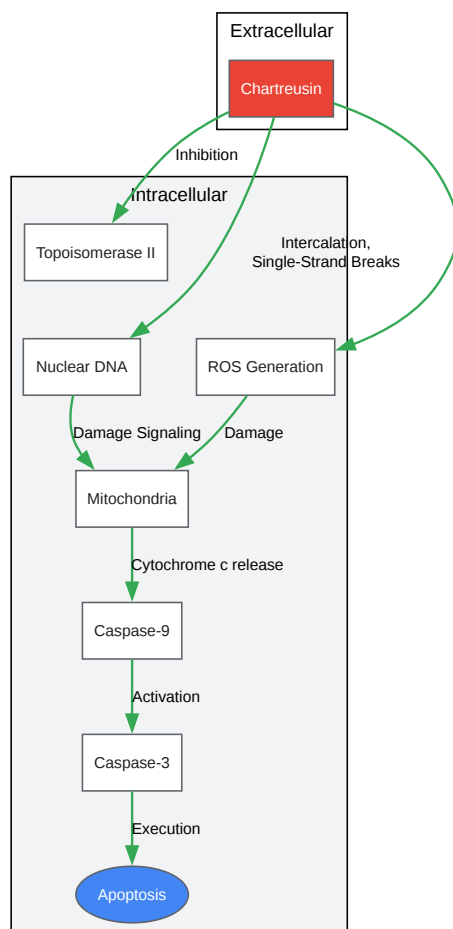 Extracellular
Chartreusin
Inhibition
Intracellular
Topoisomerase II
Intercalation,
Single-Strand Breaks
Nuclear DNA
ROS Generation
Damage Signaling
Damage
Mitochondria
Cytochrome c release
Caspase-9
Activation
Caspase-3
Execution
Apoptosis